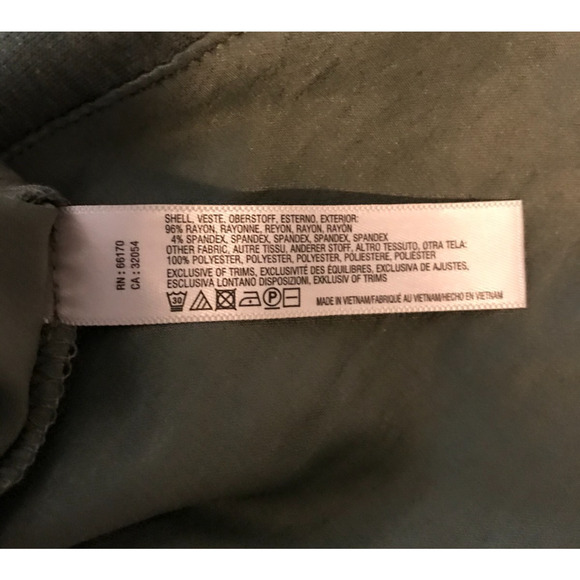 RN: 66170
CA: 32054
SHELL, VESTE, OBERSTOFF, ESTERNO, EXTERIOR:
96% RAYON, RAYONNE, REYON, RAYON, RAYON
4% SPANDEX, SPANDEX, SPANDEX, SPANDEX, SPANDEX
OTHER FABRIC, AUTRE TISSU, ANDERER STOFF, ALTRO TESSUTO, OTRA TELA:
100% POLYESTER, POLYESTER, POLYESTER, POLIESTERE, POLIÉSTER
EXCLUSIVE OF TRIMS, EXCLUSIVITÉ DES ÉQUILIBRES, EXCLUSIVA DE AJUSTES,
ESCLUSIVA LONTANO DISPOSIZIONI, EXKLUSIV OF TRIMS
30 P
MADE IN VIETNAM/FABRIQUÉ AU VIETNAM/HECHO EN VIETNAM